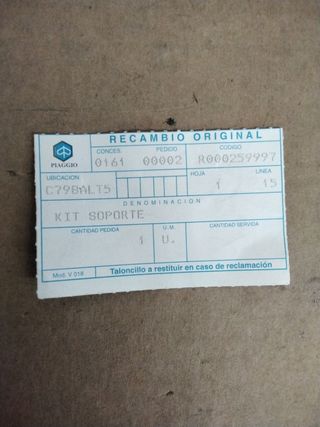 RECAMBIO ORIGINAL
PIAGGIO
CONCES. PEDIDO CODIGO
0161 00002 R000259997
UBICACION HOJA LINEA
C798ALT5 1 15
DENOMINACION
KIT SOPORTE
CANTIDAD PEDIDA U.M. CANTIDAD SERVIDA
1 U.
Mod. V 018 Taloncillo a restituir en caso de reclamación